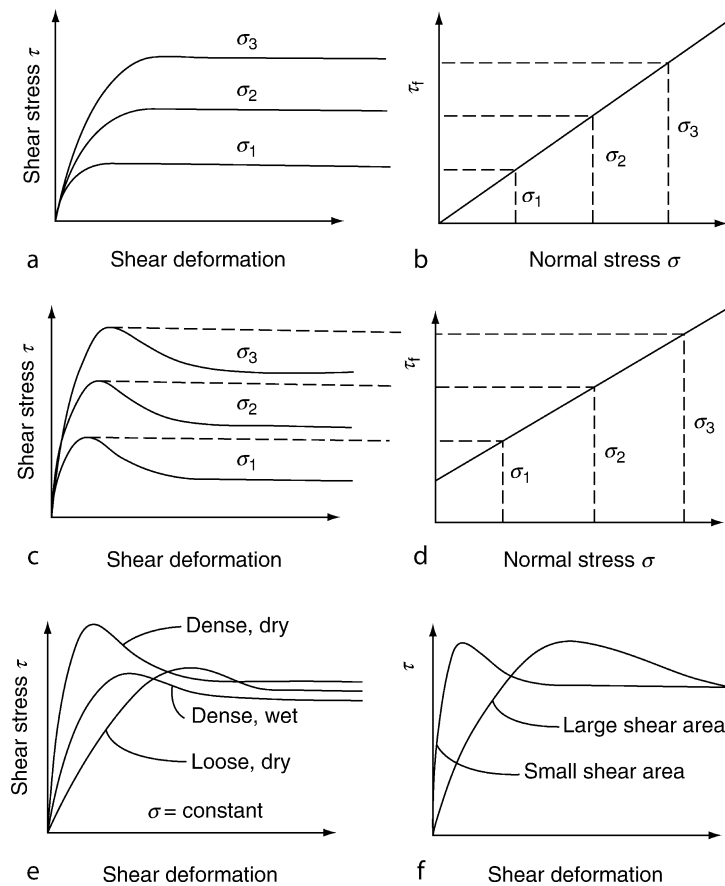 Shear stress τ
σ3
σ2
σ1
a
Shear deformation
τf
σ3
σ2
σ1
b
Normal stress σ
Shear stress τ
σ3
σ2
σ1
c
Shear deformation
τf
σ3
σ2
σ1
d
Normal stress σ
Shear stress τ
Dense, dry
Dense, wet
Loose, dry
σ = constant
e
Shear deformation
τ
Large shear area
Small shear area
f
Shear deformation